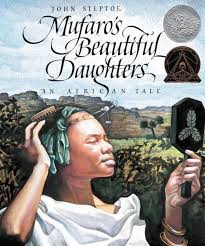 JOHN STEPTOE
Mufaro's
Beautiful
Daughters
AN AFRICAN TALE